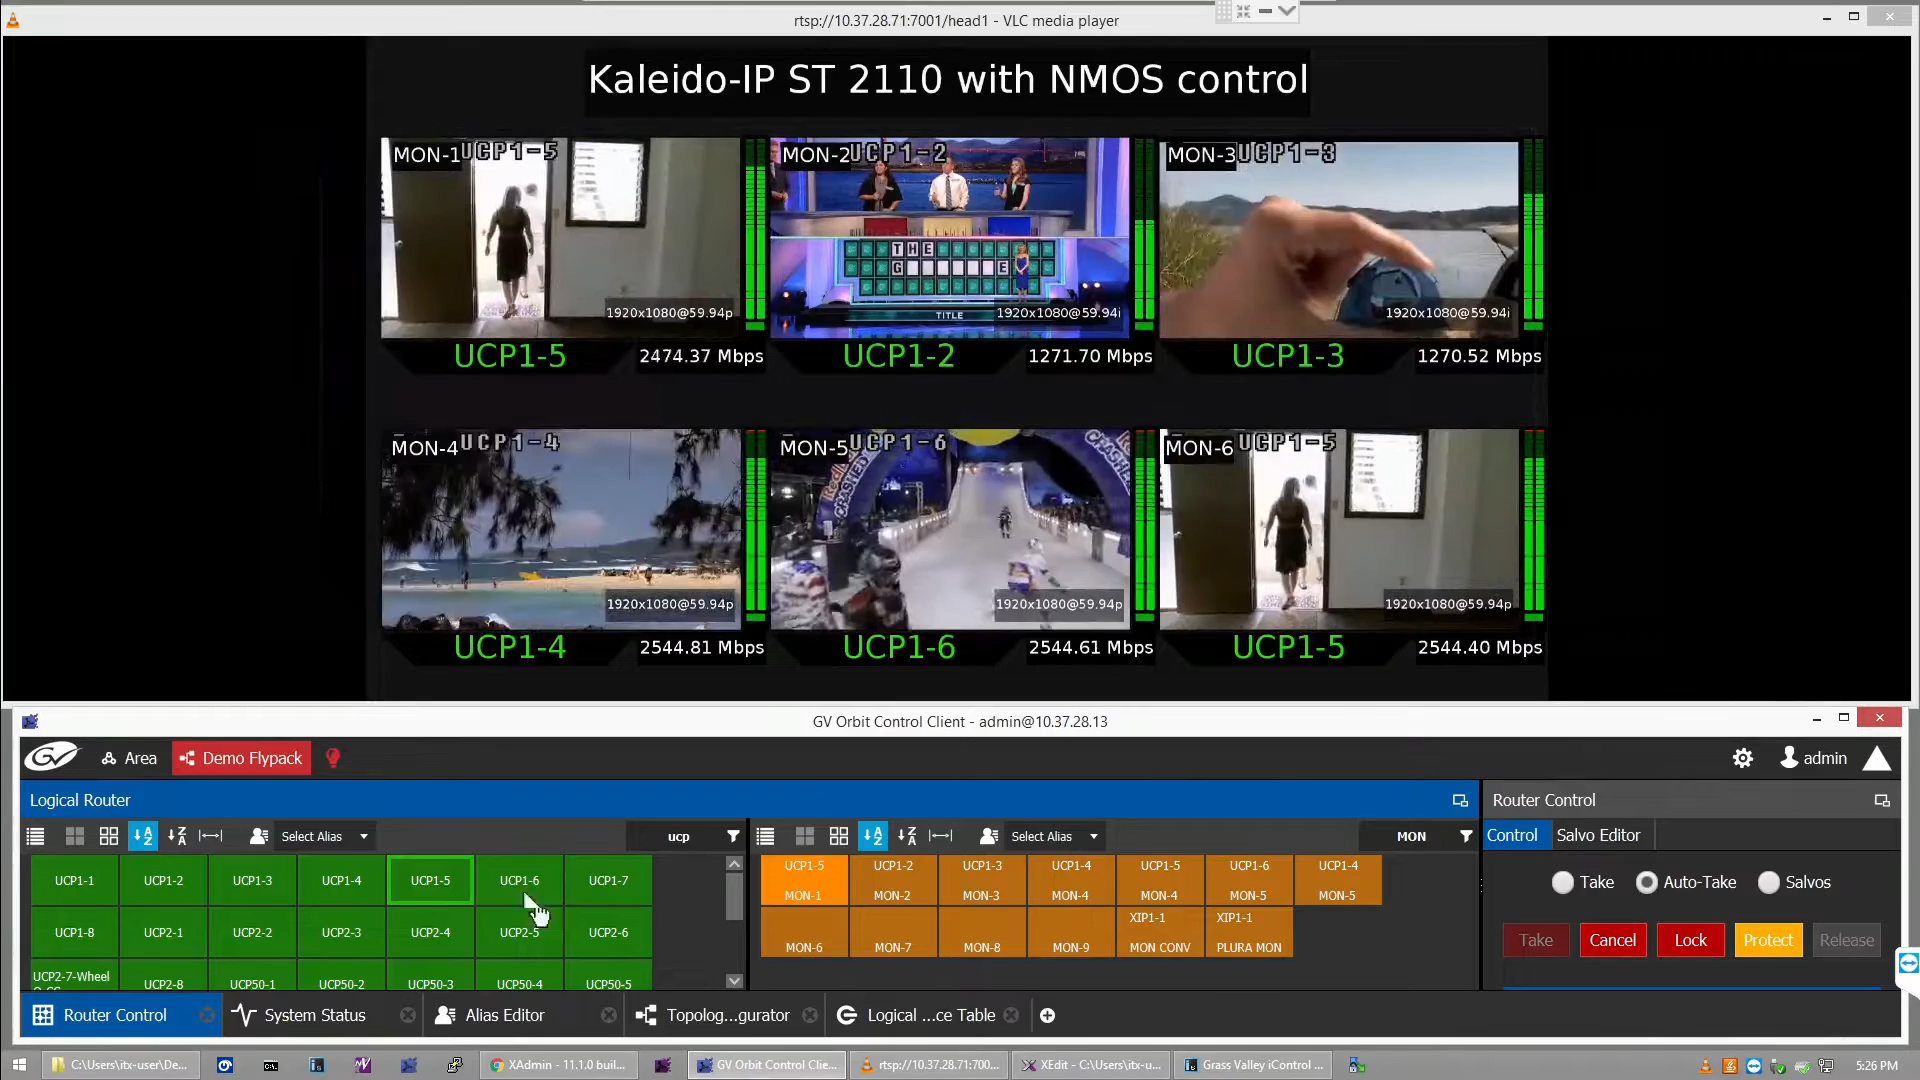 rtsp://10.37.28.71:7001/head1 - VLC media player
Kaleido-IP ST 2110 with NMOS control
MON-1 UCP1-5
MON-2 UCP1-2
MON-3 UCP1-3
THE
G
E
TITLE
1920x1080@59.94p
1920x1080@59.94i
1920x1080@59.94i
UCP1-5 2474.37 Mbps
UCP1-2 1271.70 Mbps
UCP1-3 1270.52 Mbps
MON-4 UCP1-4
MON-5 UCP1-6
MON-6 UCP1-5
1920x1080@59.94p
1920x1080@59.94p
1920x1080@59.94p
UCP1-4 2544.81 Mbps
UCP1-6 2544.61 Mbps
UCP1-5 2544.40 Mbps
GV Orbit Control Client - admin@10.37.28.13
GV Area Demo Flypack admin
Logical Router
Router Control
Select Alias ucp
Select Alias MON
Control Salvo Editor
UCP1-1 UCP1-2 UCP1-3 UCP1-4 UCP1-5 UCP1-6 UCP1-7
UCP1-8 UCP2-1 UCP2-2 UCP2-3 UCP2-4 UCP2-5 UCP2-6
UCP2-7-Wheel UCP2-8 UCP50-1 UCP50-2 UCP50-3 UCP50-4 UCP50-5
UCP1-5 UCP1-2 UCP1-3 UCP1-4 UCP1-5 UCP1-6 UCP1-4
MON-1 MON-2 MON-3 MON-4 MON-4 MON-5 MON-5
XIP1-1 XIP1-1
MON-6 MON-7 MON-8 MON-9 MON CONV PLURA MON
Take Auto-Take Salvos
Take Cancel Lock Protect Release
Router Control System Status Alias Editor Topolog...gurator Logical ...ce Table
C:\Users\itx-user\De... XAdmin - 11.1.0 buil... GV Orbit Control Clie... rtsp://10.37.28.71:700... XEdit - C:\Users\itx-u... Grass Valley iControl ... 5:26 PM